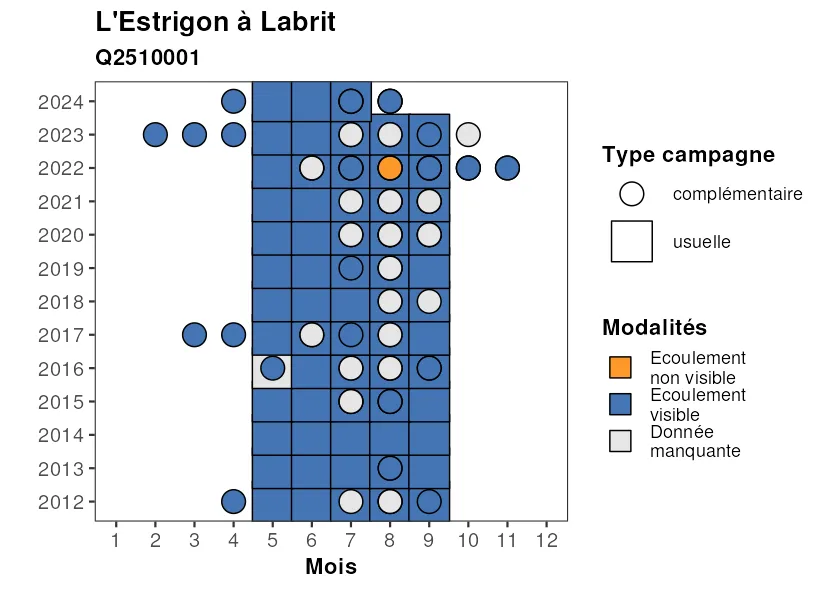 L'Estrigon à Labrit
Q2510001
2024
2023
2022
2021
2020
2019
2018
2017
2016
2015
2014
2013
2012
1 2 3 4 5 6 7 8 9 10 11 12
Mois
Type campagne
complémentaire
usuelle
Modalités
Ecoulement
non visible
Ecoulement
visible
Donnée
manquante